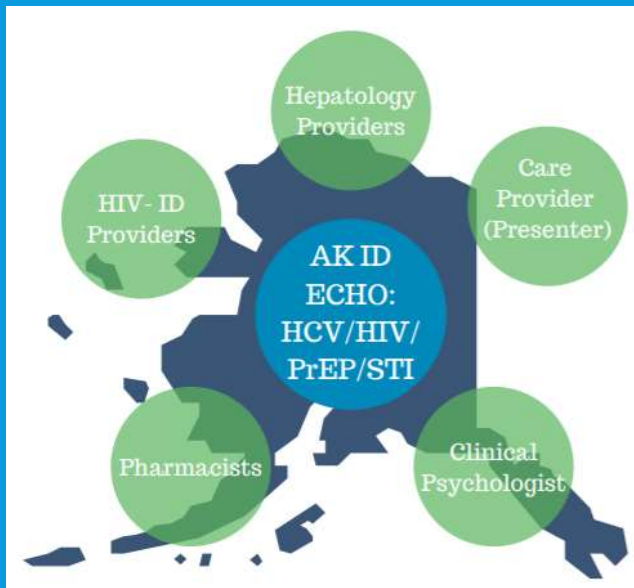 Hepatology
Providers
HIV- ID
Providers
Care
Provider
(Presenter)
AK ID
ECHO:
HCV/HIV/
PrEP/STI
Pharmacists
Clinical
Psychologist